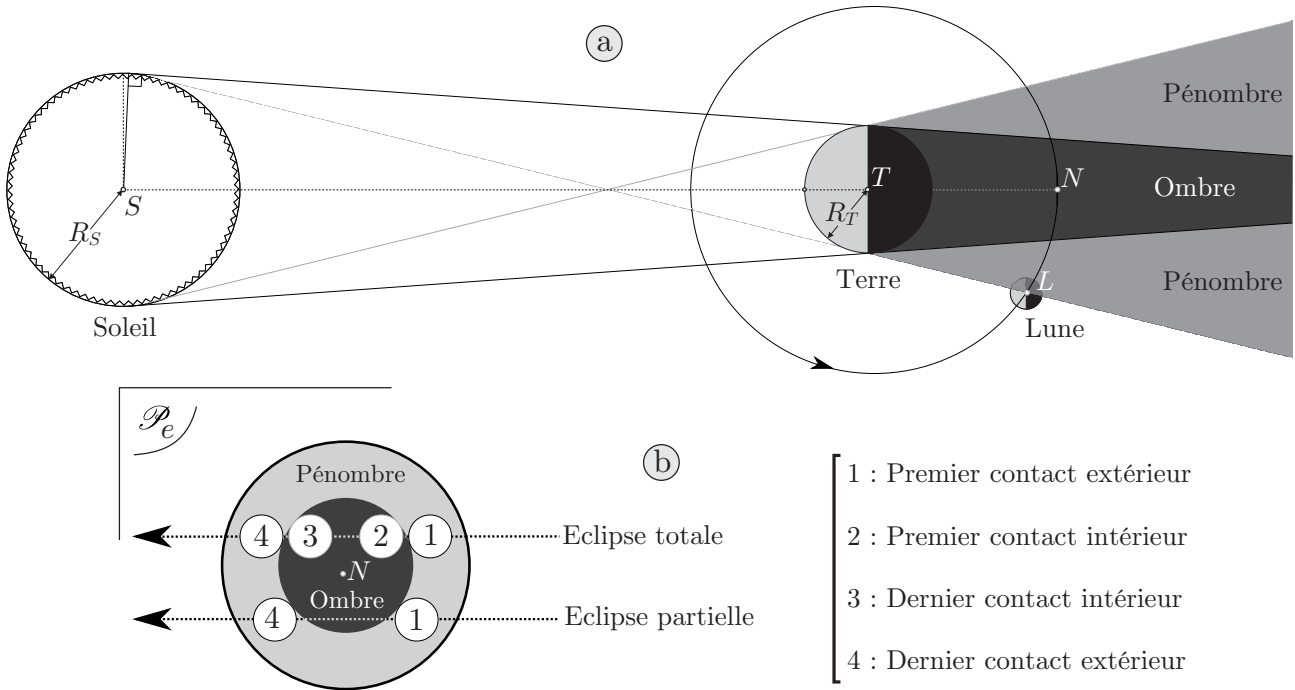 a
Pénombre
S
T
N
Ombre
R_S
R_T
Terre
Pénombre
L
Soleil
Lune
𝒫_e
b
Pénombre
1 : Premier contact extérieur
4 3 2 1
Eclipse totale
2 : Premier contact intérieur
N
Ombre
3 : Dernier contact intérieur
4 1
Eclipse partielle
4 : Dernier contact extérieur